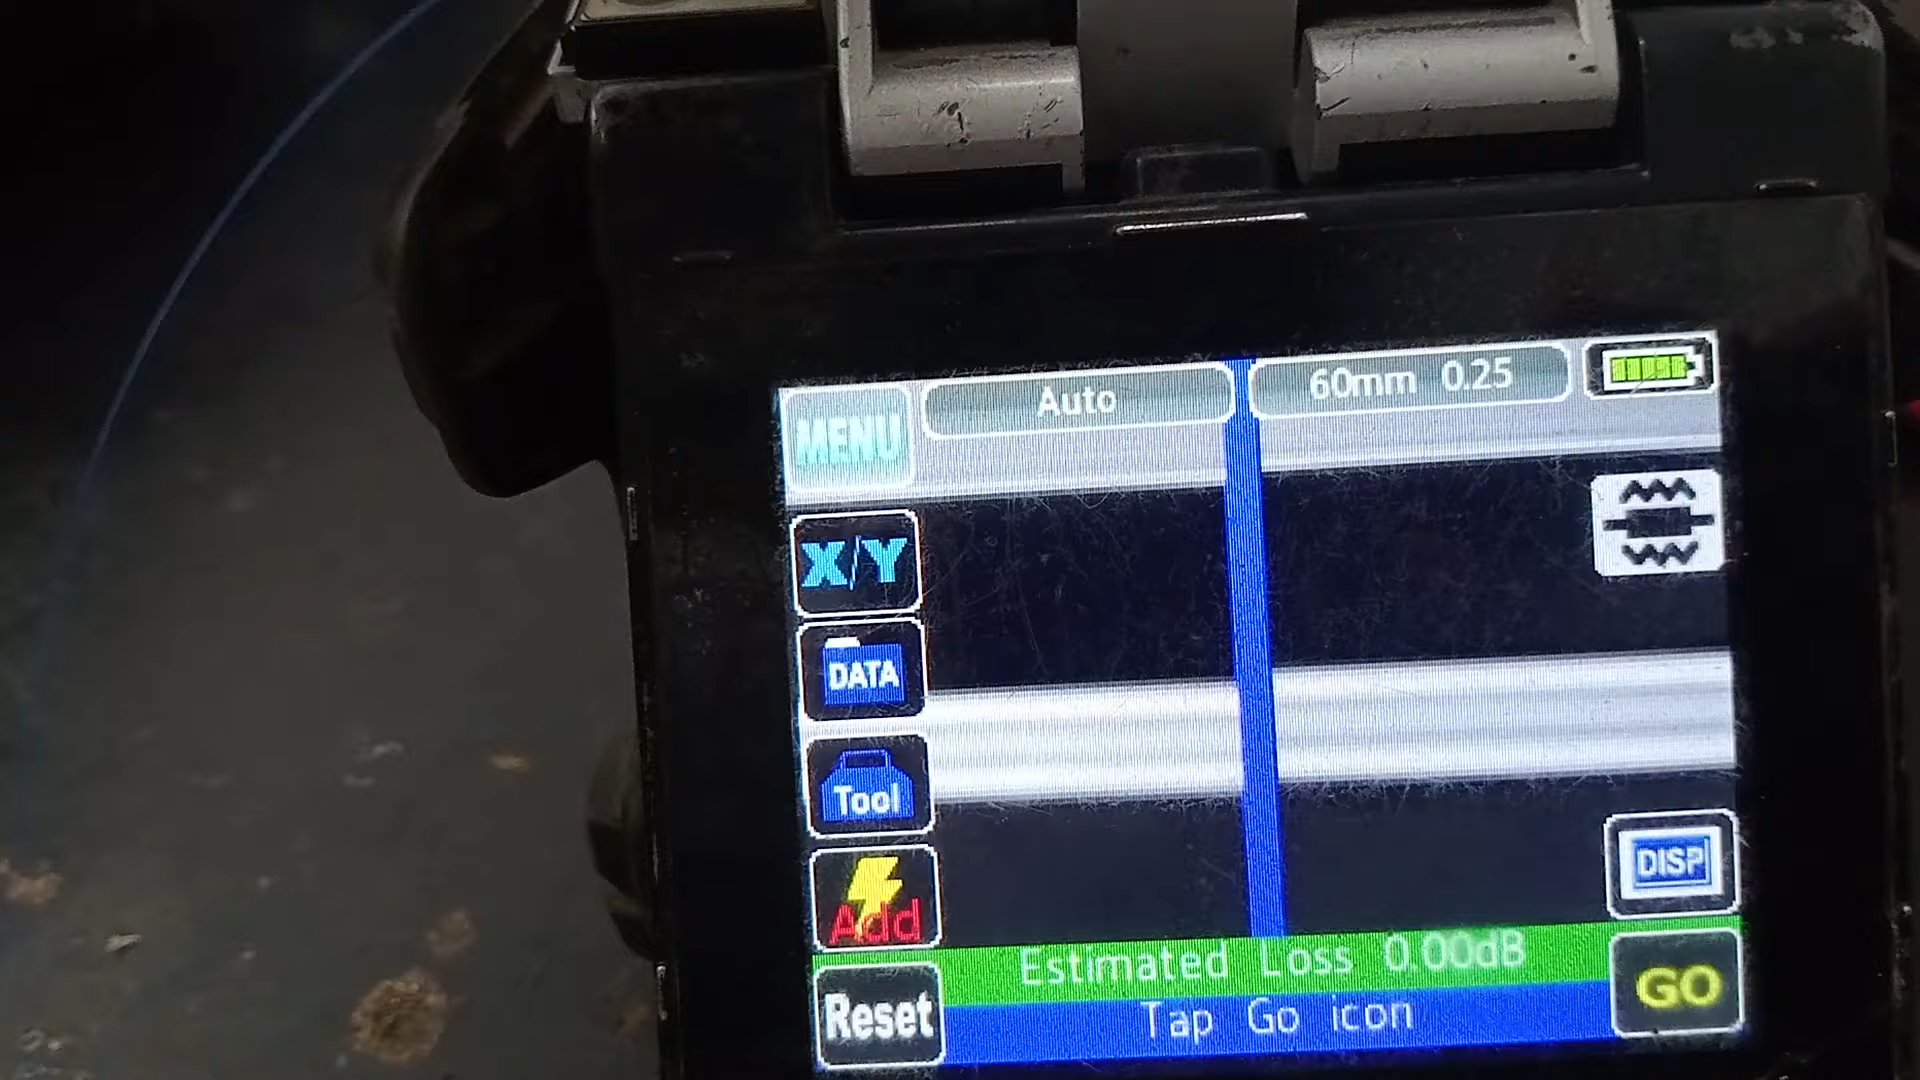 MENU
Auto
60mm 0.25
X/Y
DATA
Tool
DISP
Add
Estimated Loss 0.00dB
GO
Reset
Tap Go icon